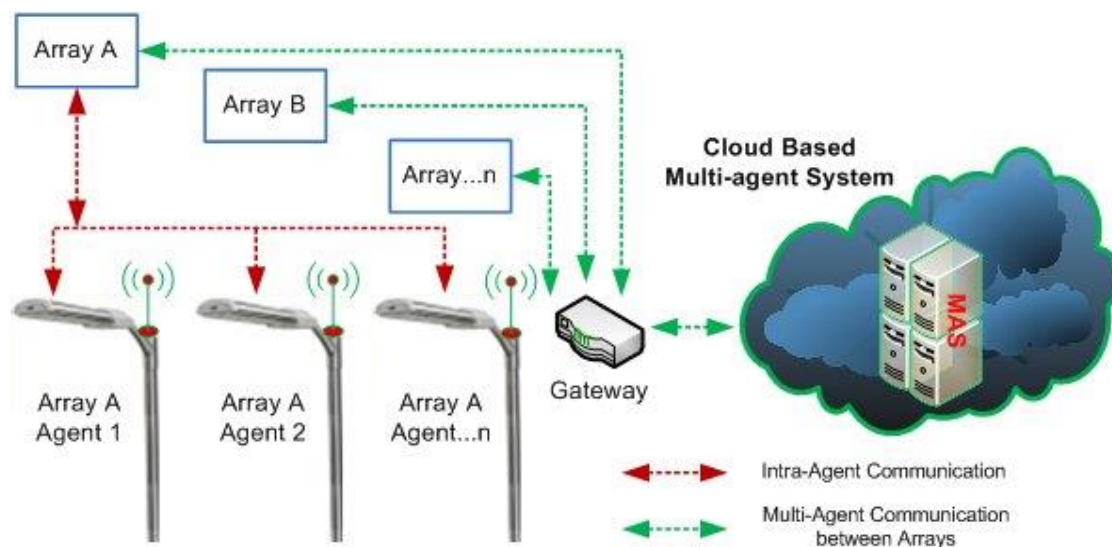 Array A
Array B
Array...n
Cloud Based
Multi-agent System
MAS
Gateway
Array A
Agent 1
Array A
Agent 2
Array A
Agent...n
Intra-Agent Communication
Multi-Agent Communication
between Arrays